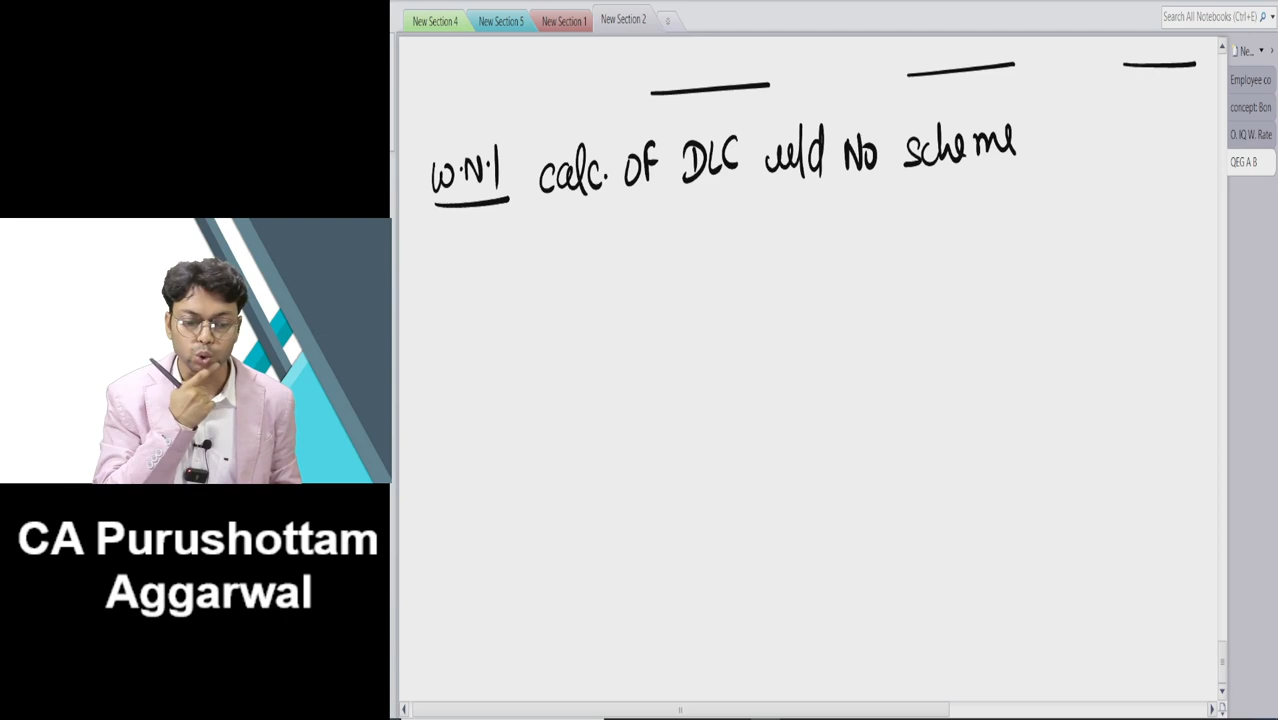 New Section 4 New Section 5 New Section 1 New Section 2
Search All Notebooks (Ctrl+E)
Ne...
Employee co
concept: Bon
O. IQ W. Rate
QEG A B
W.N.1 calc. OF DLC u/d NO scheme
CA Purushottam
Aggarwal